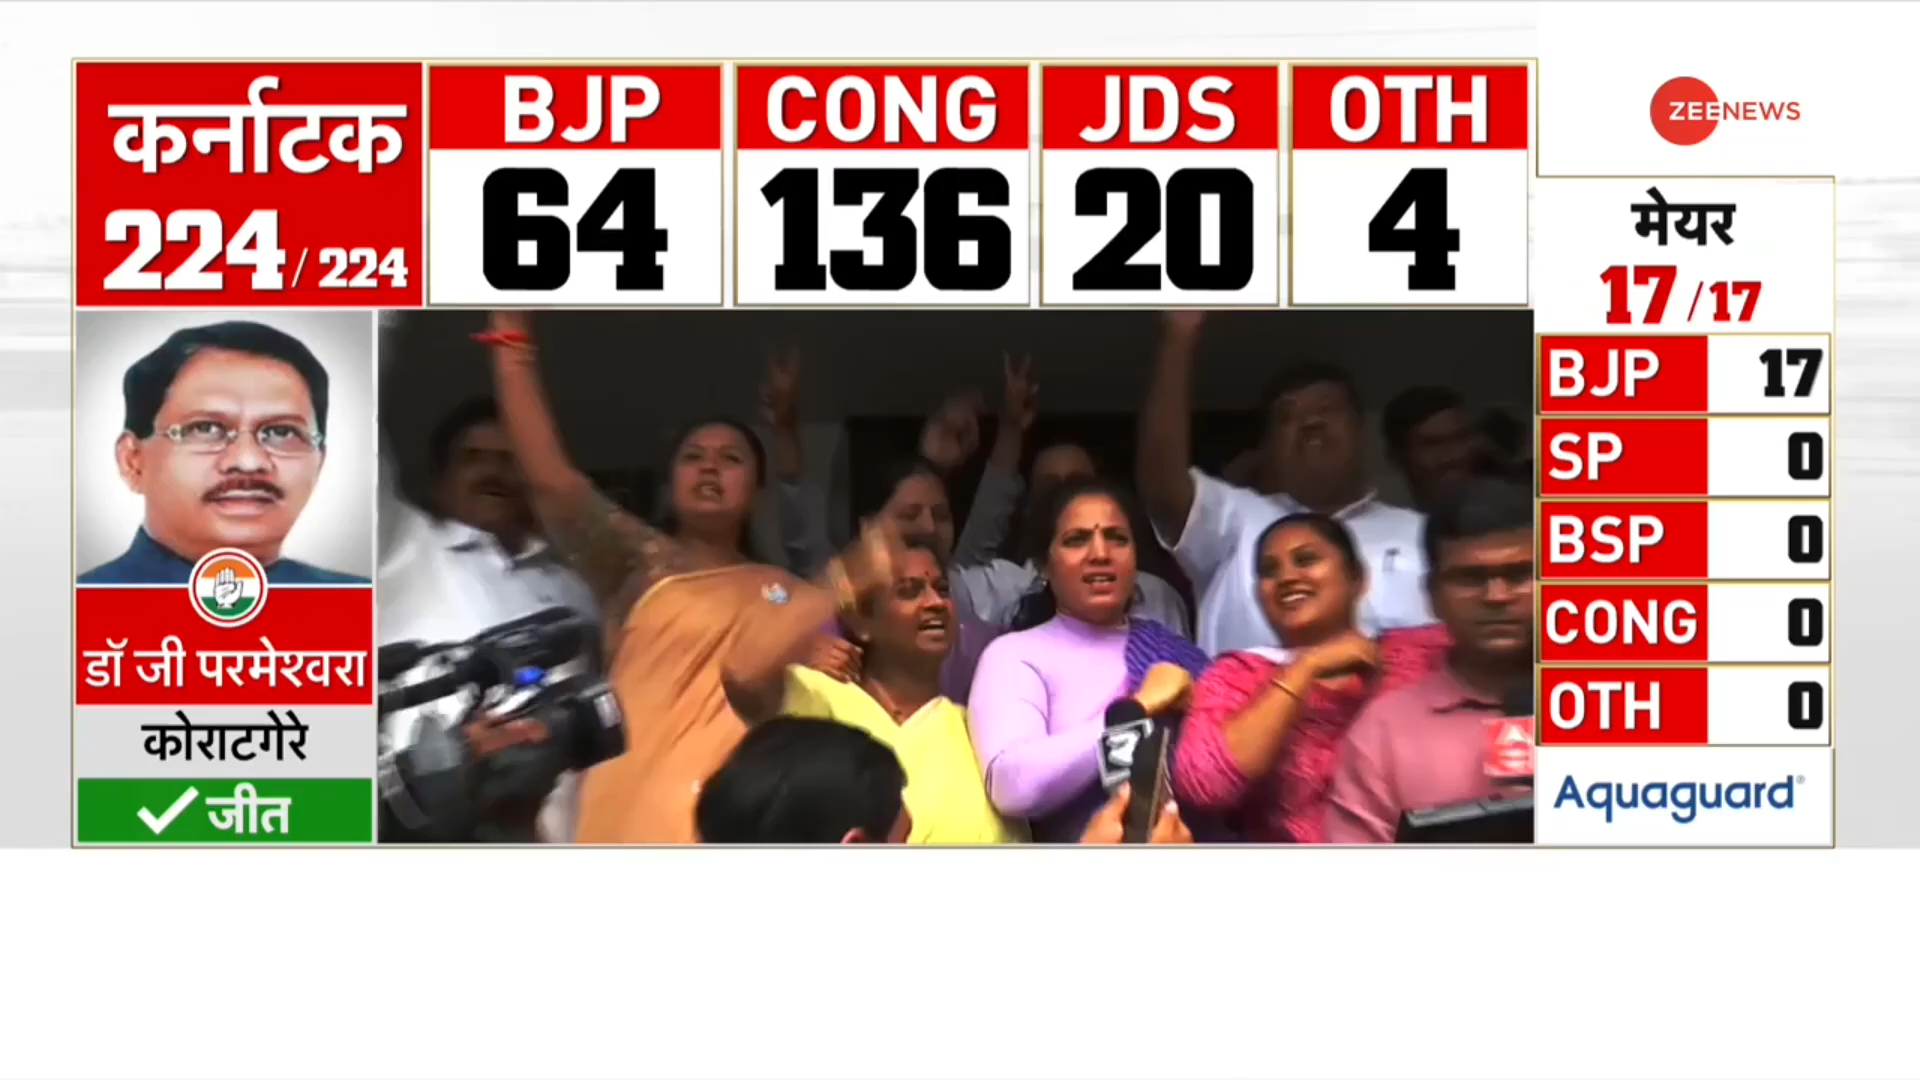 कर्नाटक
224/224
BJP
64
CONG
136
JDS
20
OTH
4
ZEENEWS
मेयर
17/17
BJP 17
SP 0
BSP 0
CONG 0
OTH 0
Aquaguard®
डॉ जी परमेश्वरा
कोराटगेरे
जीत